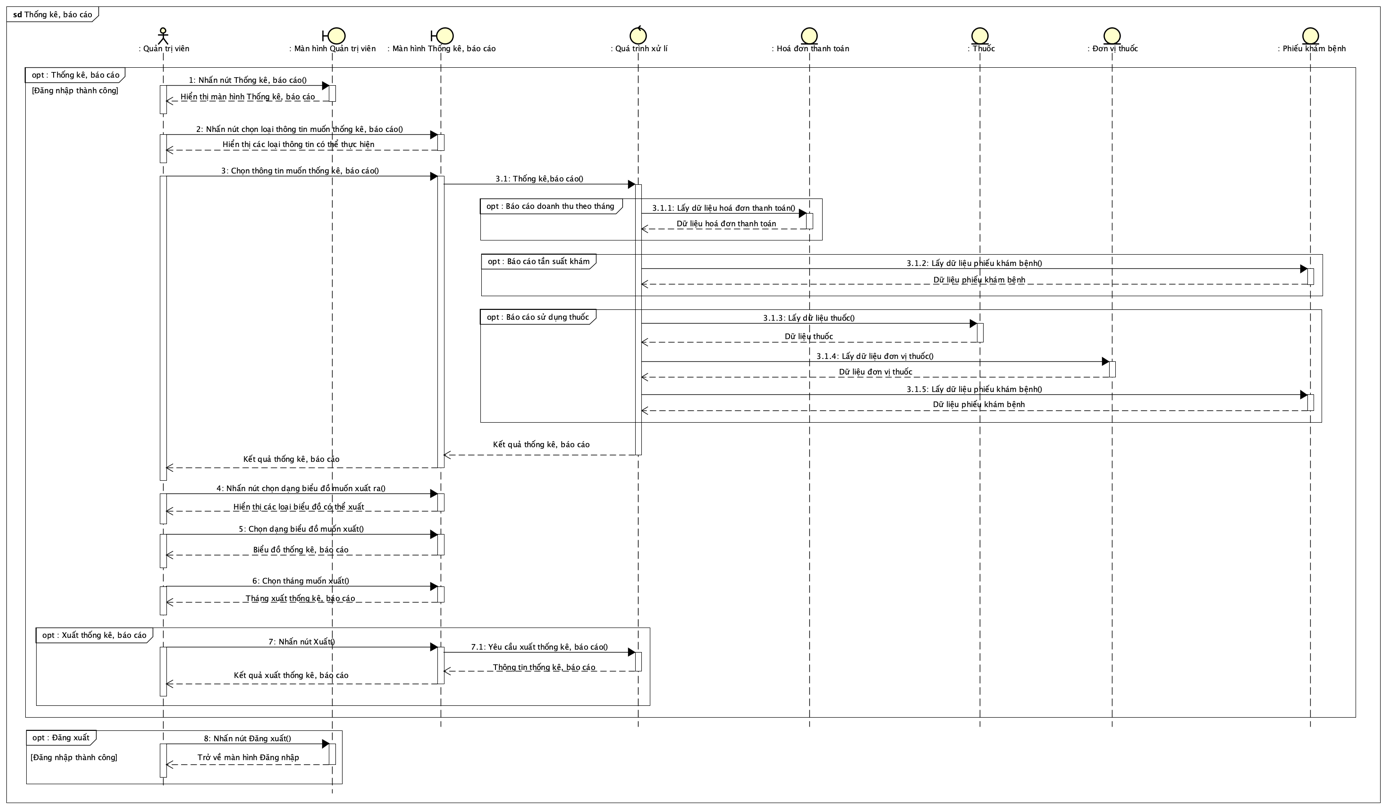 sd Thống kê, báo cáo
: Quản trị viên
: Màn hình Quản trị viên
: Màn hình Thống kê, báo cáo
: Quá trình xử lí
: Hoá đơn thanh toán
: Thuốc
: Đơn vị thuốc
: Phiếu khám bệnh
opt : Thống kê, báo cáo
[Đăng nhập thành công]
1: Nhấn nút Thống kê, báo cáo()
Hiển thị màn hình Thống kê, báo cáo
2: Nhấn nút chọn loại thông tin muốn thống kê, báo cáo()
Hiển thị các loại thông tin có thể thực hiện
3: Chọn thông tin muốn thống kê, báo cáo()
3.1: Thống kê,báo cáo()
opt : Báo cáo doanh thu theo tháng
3.1.1: Lấy dữ liệu hoá đơn thanh toán()
Dữ liệu hoá đơn thanh toán
opt : Báo cáo tần suất khám
3.1.2: Lấy dữ liệu phiếu khám bệnh()
Dữ liệu phiếu khám bệnh
opt : Báo cáo sử dụng thuốc
3.1.3: Lấy dữ liệu thuốc()
Dữ liệu thuốc
3.1.4: Lấy dữ liệu đơn vị thuốc()
Dữ liệu đơn vị thuốc
3.1.5: Lấy dữ liệu phiếu khám bệnh()
Dữ liệu phiếu khám bệnh
Kết quả thống kê, báo cáo
Kết quả thống kê, báo cáo
4: Nhấn nút chọn dạng biểu đồ muốn xuất ra()
Hiển thị các loại biểu đồ có thể xuất
5: Chọn dạng biểu đồ muốn xuất()
Biểu đồ thống kê, báo cáo
6: Chọn tháng muốn xuất()
Tháng xuất thống kê, báo cáo
opt : Xuất thống kê, báo cáo
7: Nhấn nút Xuất()
7.1: Yêu cầu xuất thống kê, báo cáo()
Thông tin thống kê, báo cáo
Kết quả xuất thống kê, báo cáo
opt : Đăng xuất
8: Nhấn nút Đăng xuất()
[Đăng nhập thành công]
Trở về màn hình Đăng nhập